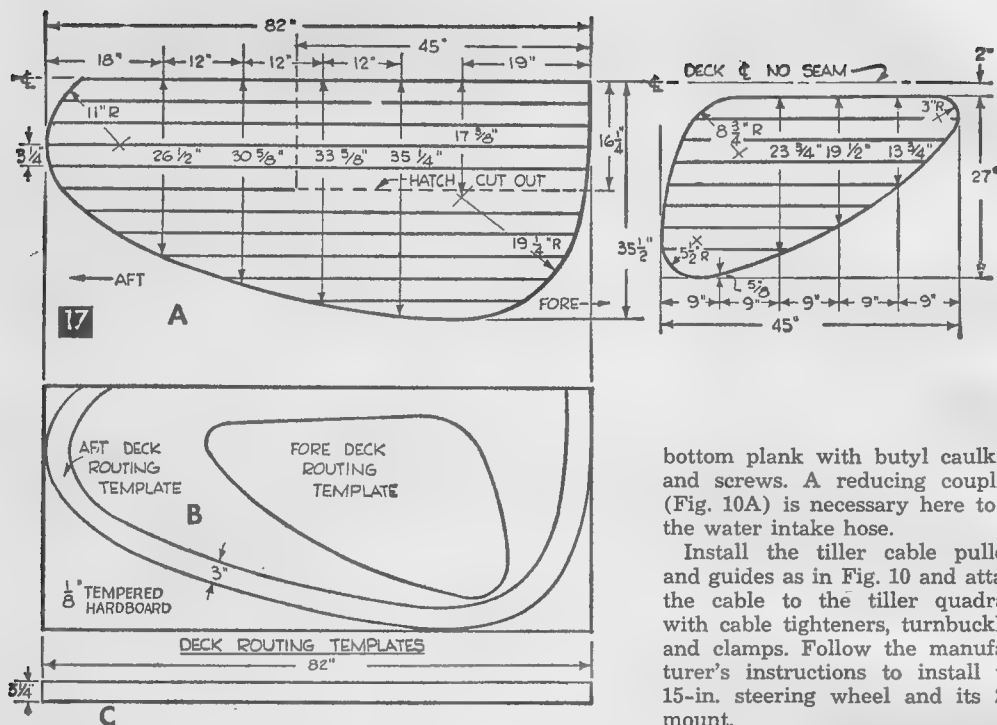 82"
45"
18" 12" 12" 12" 19"
℄
11" R
3 1/4"
26 1/2" 30 5/8" 33 5/8" 35 1/4" 17 5/8"
16 1/4"
HATCH CUT OUT
19 1/4" R
35 1/2"
AFT
FORE
17
A
DECK ℄ NO SEAM
℄
2"
3" R
8 3/4" R
23 3/4" 19 1/2" 13 3/4"
27"
5 1/2" R
5/8
9" 9" 9" 9" 9"
45"
AFT DECK
ROUTING
TEMPLATE
FORE DECK
ROUTING
TEMPLATE
B
3"
1/8" TEMPERED
HARDBOARD
DECK ROUTING TEMPLATES
82"
3 1/4"
C
bottom plank with butyl caulk
and screws. A reducing coupl
(Fig. 10A) is necessary here to
the water intake hose.
Install the tiller cable pulle
and guides as in Fig. 10 and atta
the cable to the tiller quadra
with cable tighteners, turnbuckl
and clamps. Follow the manufa
turer's instructions to install
15-in. steering wheel and its
mount.